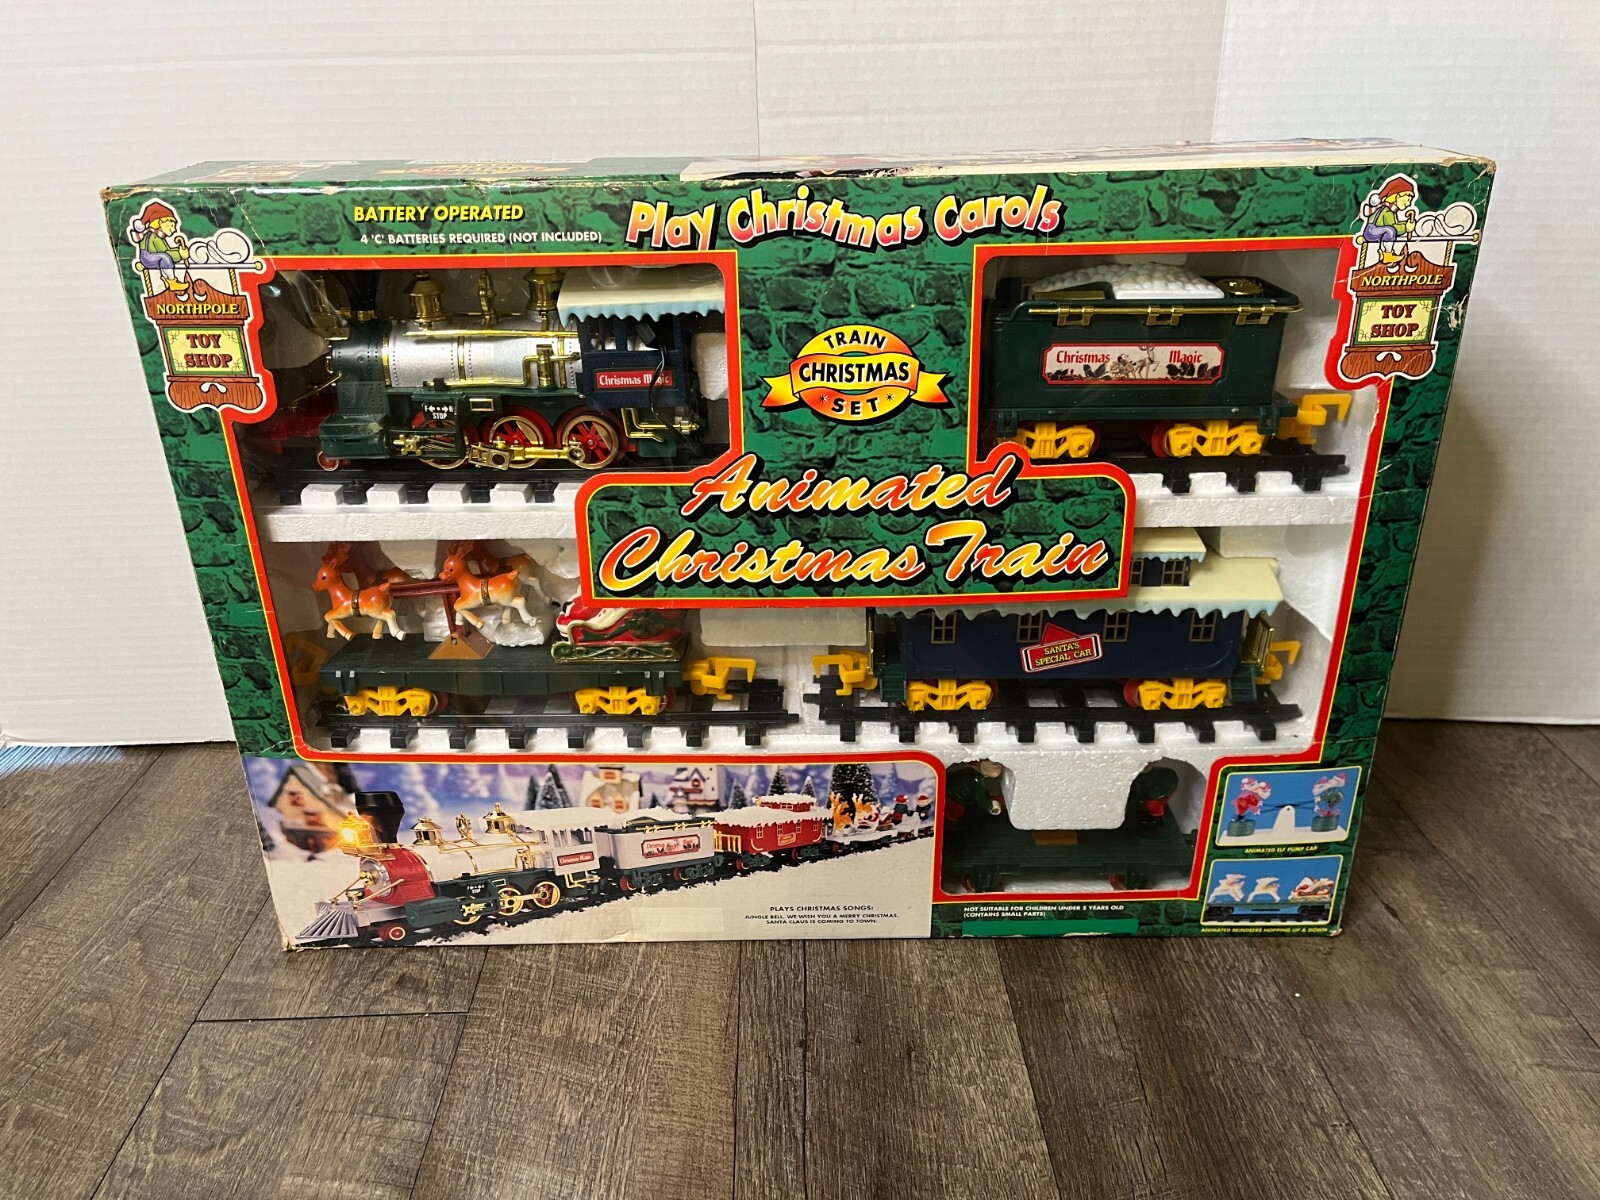 BATTERY OPERATED
4 'C' BATTERIES REQUIRED (NOT INCLUDED)
Play Christmas Carols
NORTHPOLE
TOY
SHOP
NORTHPOLE
TOY
SHOP
TRAIN
CHRISTMAS
SET
Christmas Magic
F R
STOP
Christmas Magic
Animated
Christmas Train
SANTA'S
SPECIAL CAR
PLAYS CHRISTMAS SONGS:
JUNGLE BELL, WE WISH YOU A MERRY CHRISTMAS,
SANTA CLAUS IS COMING TO TOWN.
NOT SUITABLE FOR CHILDREN UNDER 3 YEARS OLD
(CONTAINS SMALL PARTS)
ANIMATED ELF PUMP CAR
ANIMATED REINDEERS HOPPING UP & DOWN